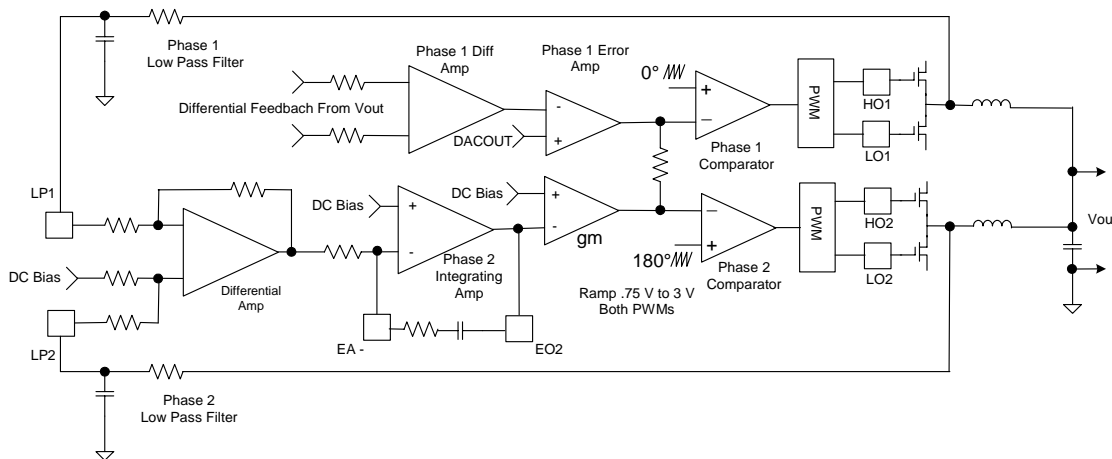 Phase 1
Low Pass Filter
Phase 1 Diff
Amp
Phase 1 Error
Amp
0°
+
−
Phase 1
Comparator
PWM
HO1
LO1
Differential Feedbach From Vout
DACOUT
-
+
LP1
DC Bias
LP2
Differential
Amp
DC Bias
+
-
Phase 2
Integrating
Amp
EA -
EO2
DC Bias
+
-
gm
180°
−
+
Phase 2
Comparator
Ramp .75 V to 3 V
Both PWMs
PWM
HO2
LO2
Vou
Phase 2
Low Pass Filter